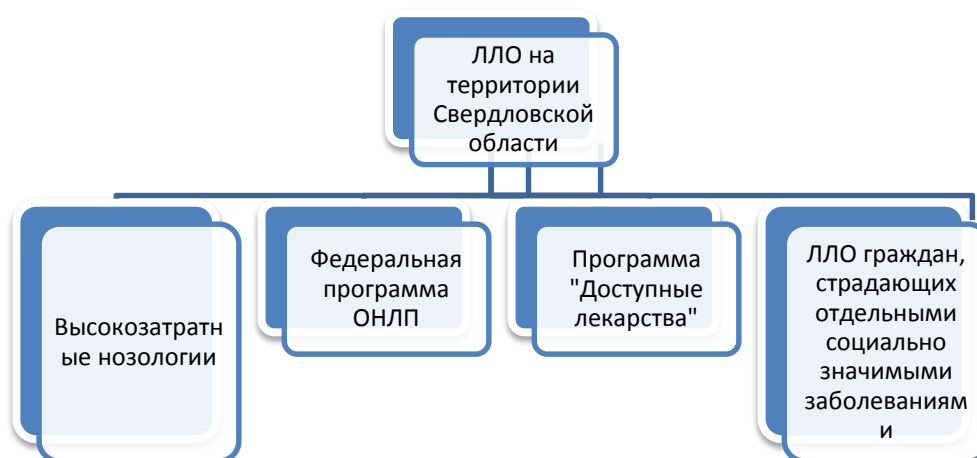 ЛЛО на
территории
Свердловской
области
Высокозатратн
ые нозологии
Федеральная
программа
ОНЛП
Программа
"Доступные
лекарства"
ЛЛО граждан,
страдающих
отдельными
социально
значимыми
заболеваниям
и